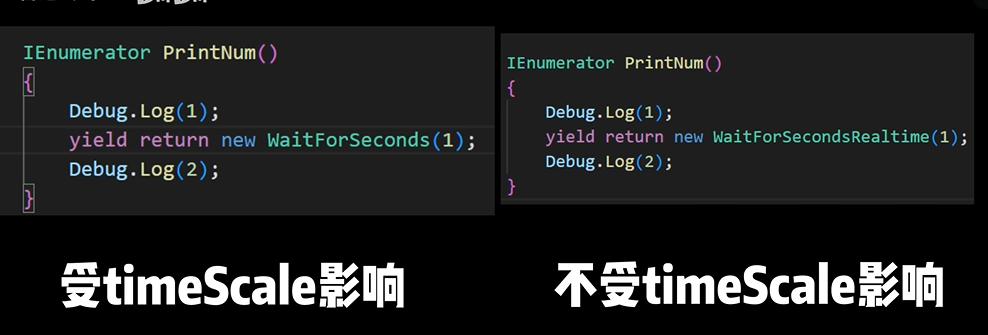 IEnumerator PrintNum()
{
Debug.Log(1);
yield return new WaitForSeconds(1);
Debug.Log(2);
}
IEnumerator PrintNum()
{
Debug.Log(1);
yield return new WaitForSecondsRealtime(1);
Debug.Log(2);
}
受timeScale影响
不受timeScale影响